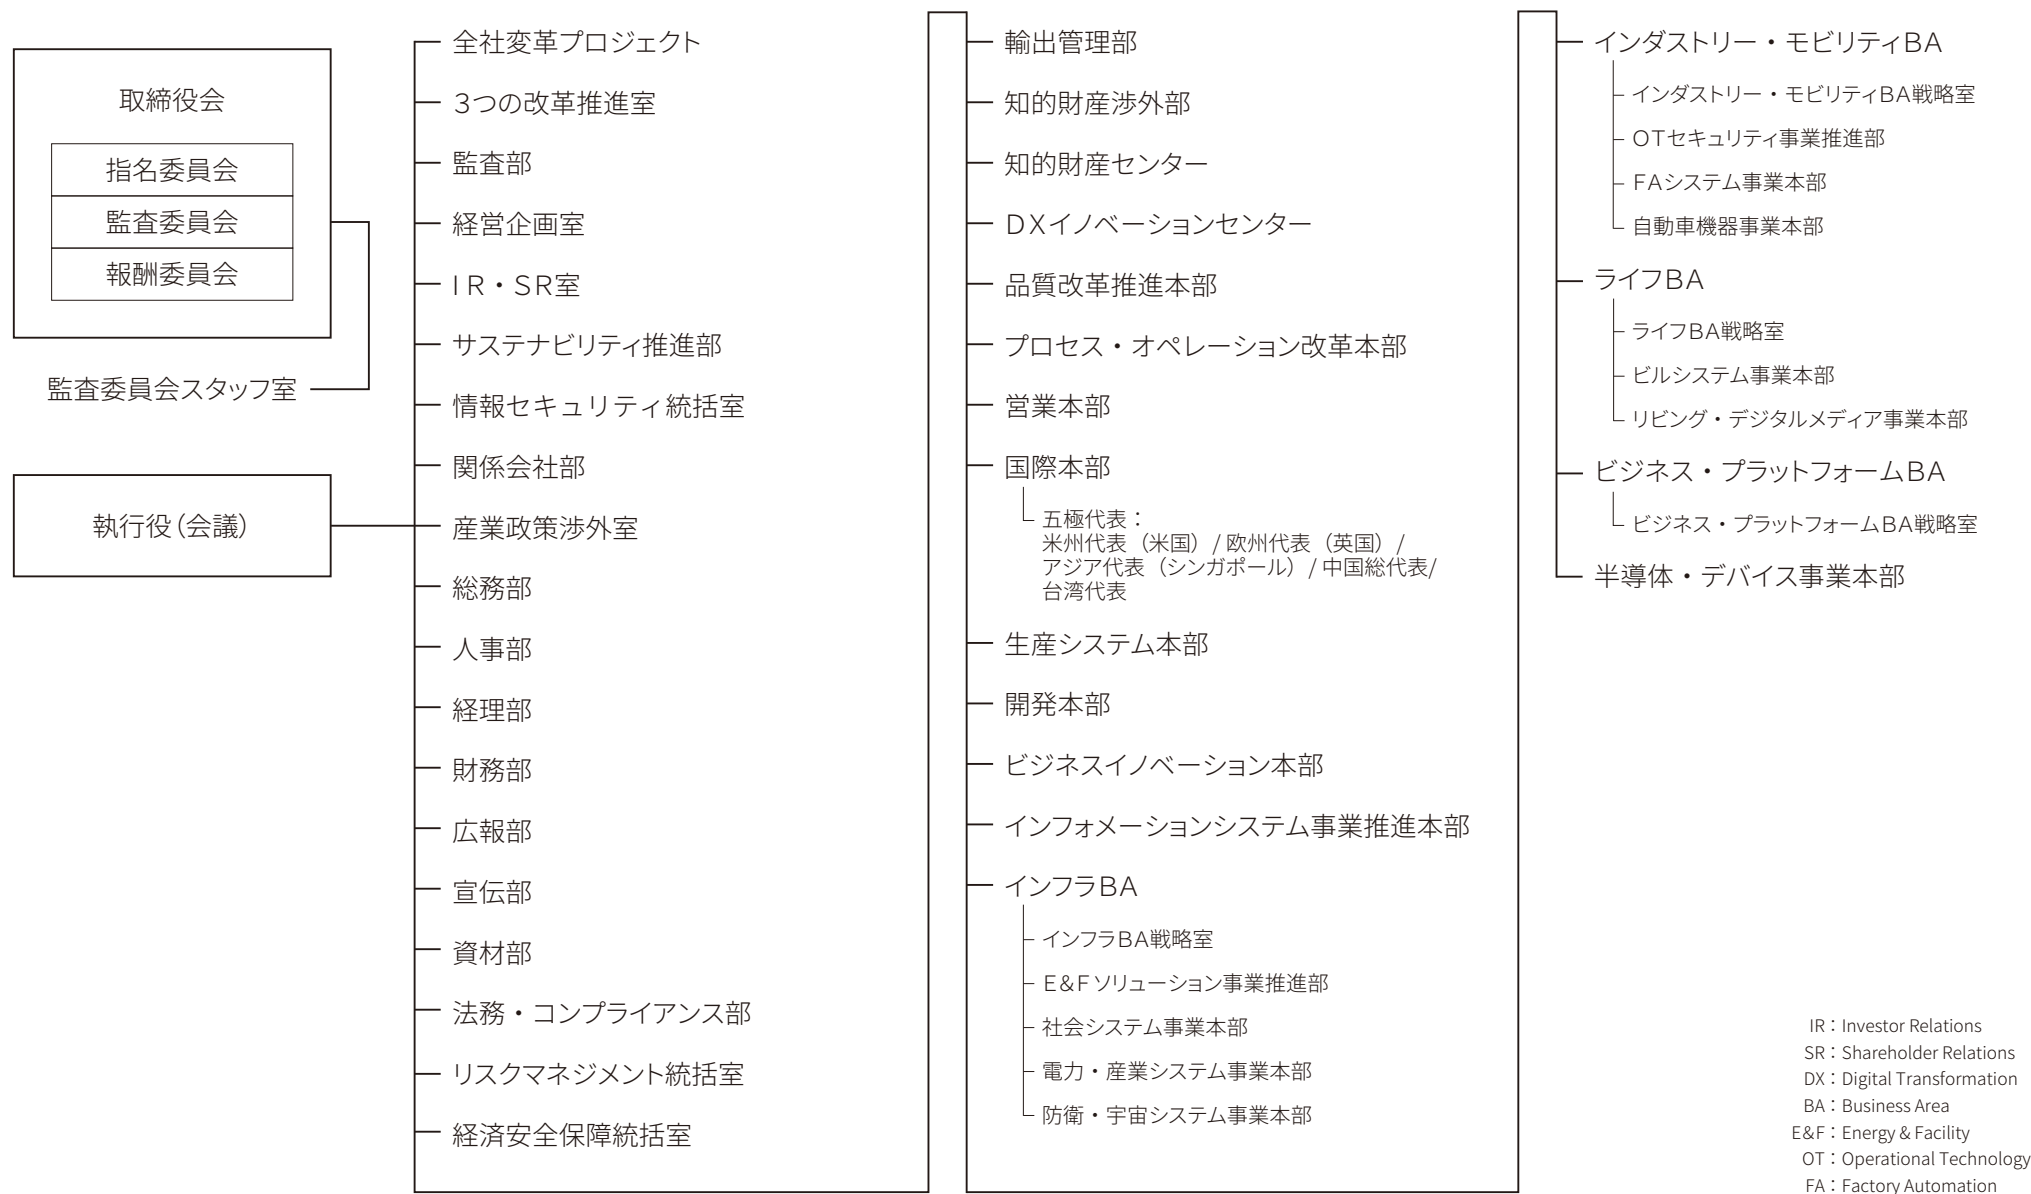 取締役会
指名委員会
監査委員会
報酬委員会
監査委員会スタッフ室
執行役（会議）
全社変革プロジェクト
３つの改革推進室
監査部
経営企画室
ＩＲ・ＳＲ室
サステナビリティ推進部
情報セキュリティ統括室
関係会社部
産業政策渉外室
総務部
人事部
経理部
財務部
広報部
宣伝部
資材部
法務・コンプライアンス部
リスクマネジメント統括室
経済安全保障統括室
輸出管理部
知的財産渉外部
知的財産センター
ＤＸイノベーションセンター
品質改革推進本部
プロセス・オペレーション改革本部
営業本部
国際本部
五極代表：
米州代表（米国）/ 欧州代表（英国）/
アジア代表（シンガポール）/ 中国総代表/
台湾代表
生産システム本部
開発本部
ビジネスイノベーション本部
インフォメーションシステム事業推進本部
インフラＢＡ
インフラＢＡ戦略室
Ｅ＆Ｆソリューション事業推進部
社会システム事業本部
電力・産業システム事業本部
防衛・宇宙システム事業本部
インダストリー・モビリティＢＡ
インダストリー・モビリティＢＡ戦略室
ＯＴセキュリティ事業推進部
ＦＡシステム事業本部
自動車機器事業本部
ライフＢＡ
ライフＢＡ戦略室
ビルシステム事業本部
リビング・デジタルメディア事業本部
ビジネス・プラットフォームＢＡ
ビジネス・プラットフォームＢＡ戦略室
半導体・デバイス事業本部
IR：Investor Relations
SR：Shareholder Relations
DX：Digital Transformation
BA：Business Area
E&F：Energy & Facility
OT：Operational Technology
FA：Factory Automation